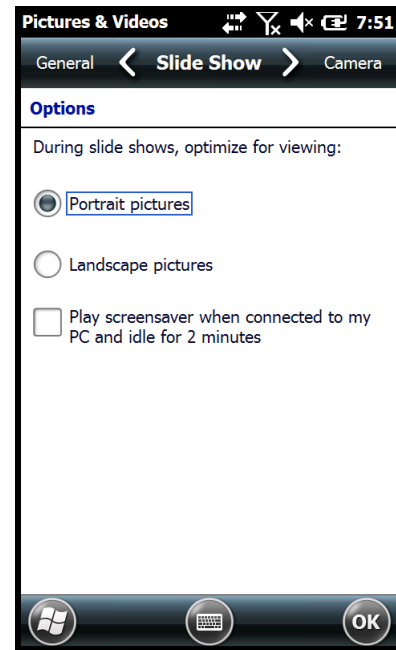 Pictures & Videos 7:51
General Slide Show Camera
Options
During slide shows, optimize for viewing:
Portrait pictures
Landscape pictures
Play screensaver when connected to my
PC and idle for 2 minutes
OK